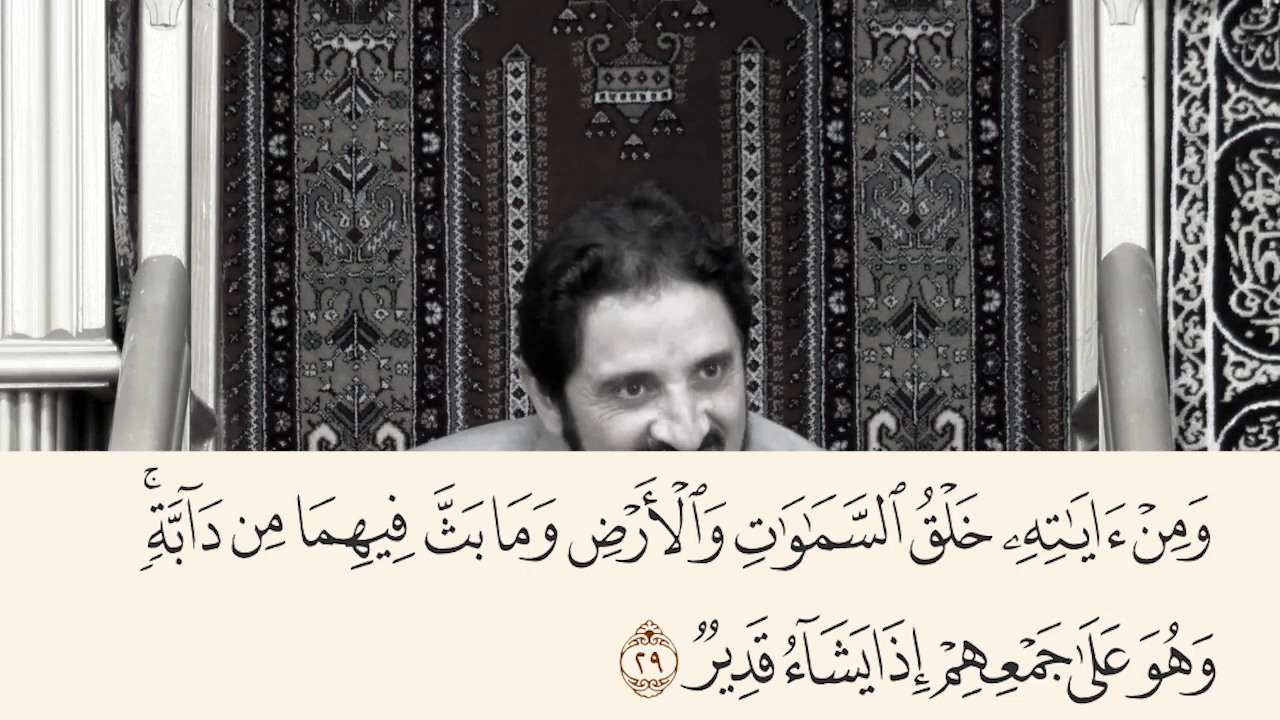 وَمِنْ ءَايَٰتِهِۦ خَلْقُ ٱلسَّمَٰوَٰتِ وَٱلْأَرْضِ وَمَا بَثَّ فِيهِمَا مِن دَآبَّةٍۚ
وَهُوَ عَلَىٰ جَمْعِهِمْ إِذَا يَشَآءُ قَدِيرٌ ٢٩